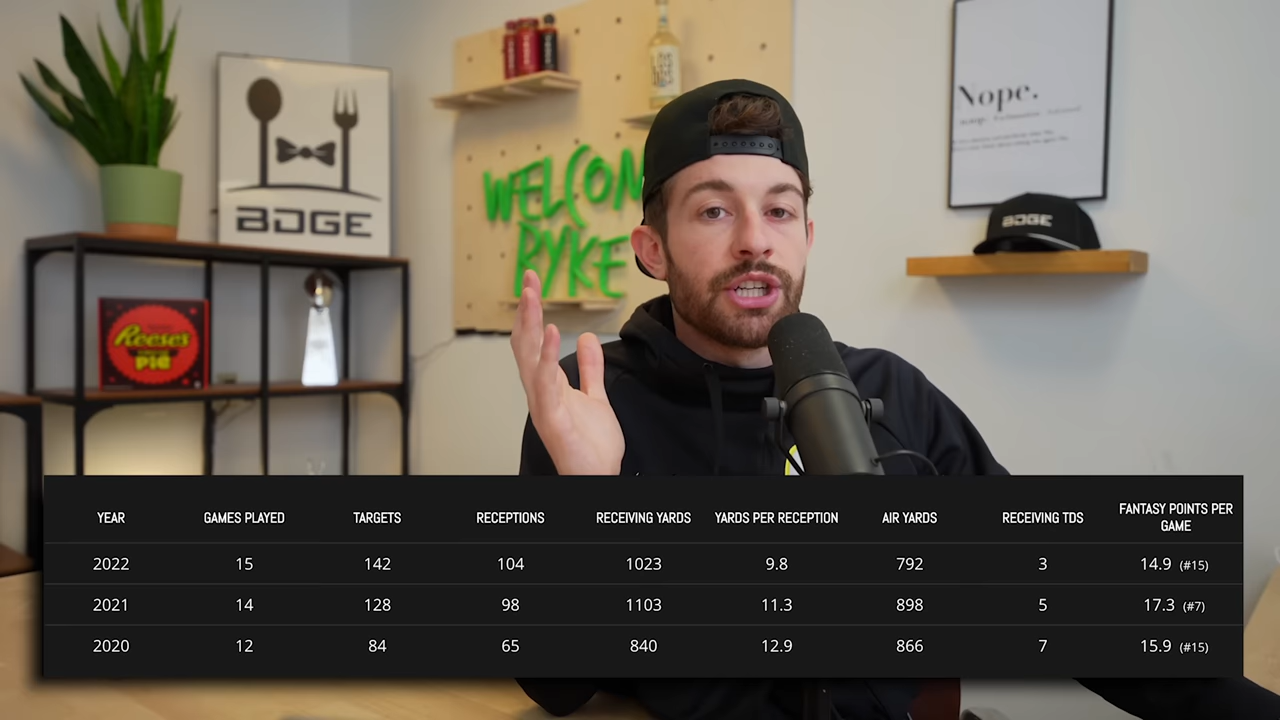 Nope.
BDGE
WELCOM
RYKE
BDGE
Reese's
PIE
YEAR GAMES PLAYED TARGETS RECEPTIONS RECEIVING YARDS YARDS PER RECEPTION AIR YARDS RECEIVING TDS FANTASY POINTS PER GAME
2022 15 142 104 1023 9.8 792 3 14.9 (#15)
2021 14 128 98 1103 11.3 898 5 17.3 (#7)
2020 12 84 65 840 12.9 866 7 15.9 (#15)